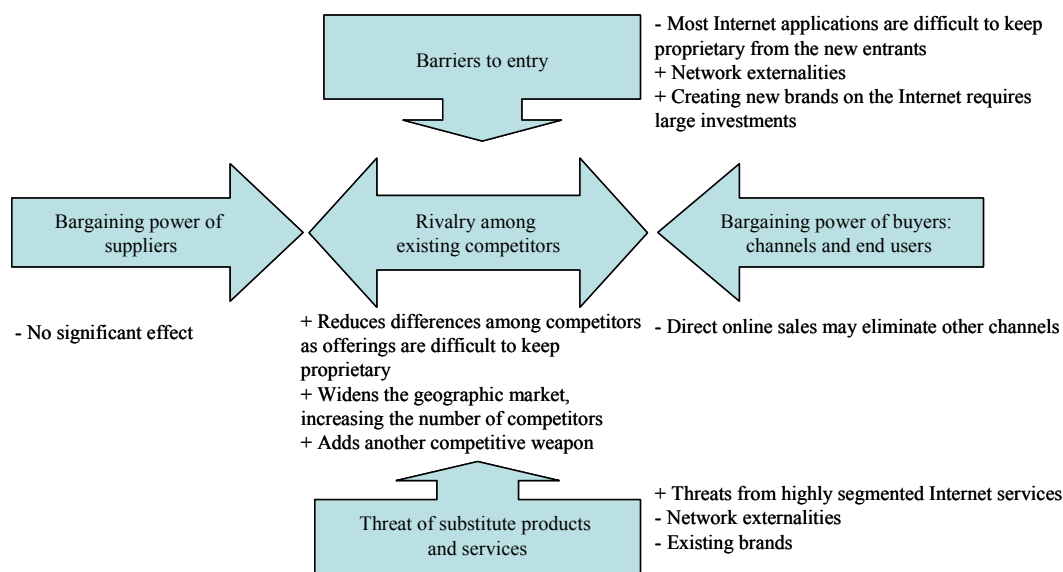 Barriers to entry
- Most Internet applications are difficult to keep
proprietary from the new entrants
+ Network externalities
+ Creating new brands on the Internet requires
large investments
Bargaining power of
suppliers
Rivalry among
existing competitors
Bargaining power of buyers:
channels and end users
- No significant effect
+ Reduces differences among competitors
as offerings are difficult to keep
proprietary
+ Widens the geographic market,
increasing the number of competitors
+ Adds another competitive weapon
- Direct online sales may eliminate other channels
Threat of substitute products
and services
+ Threats from highly segmented Internet services
- Network externalities
- Existing brands